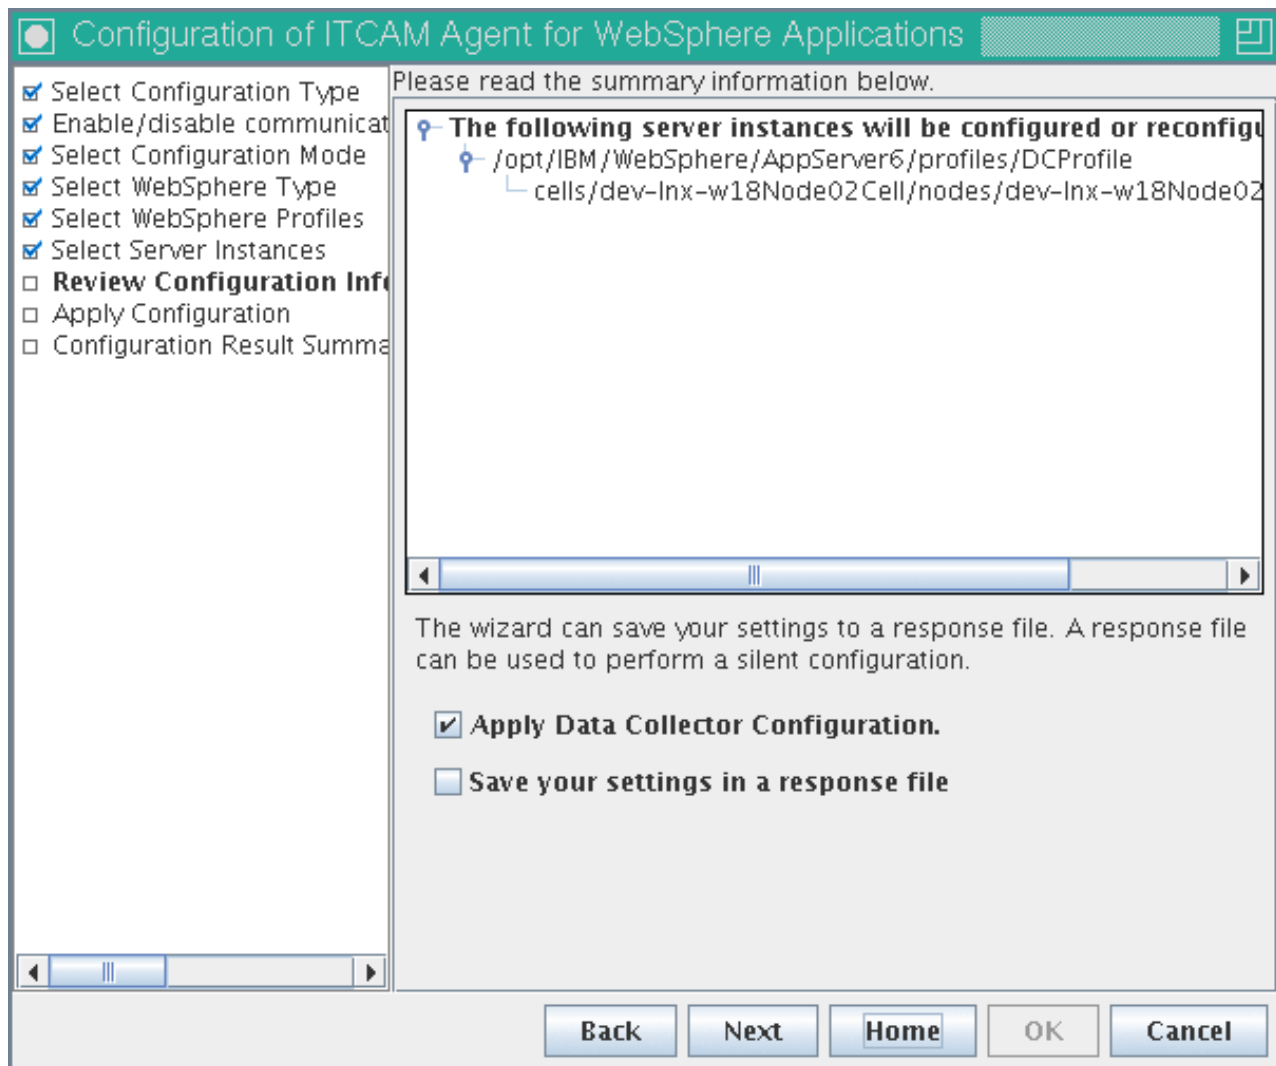 Configuration of ITCAM Agent for WebSphere Applications
Select Configuration Type
Enable/disable communicat
Select Configuration Mode
Select WebSphere Type
Select WebSphere Profiles
Select Server Instances
Review Configuration Info
Apply Configuration
Configuration Result Summa
Please read the summary information below.
The following server instances will be configured or reconfigu
/opt/IBM/WebSphere/AppServer6/profiles/DCProfile
cells/dev-lnx-w18Node02Cell/nodes/dev-lnx-w18Node02
The wizard can save your settings to a response file. A response file
can be used to perform a silent configuration.
Apply Data Collector Configuration.
Save your settings in a response file
Back Next Home OK Cancel